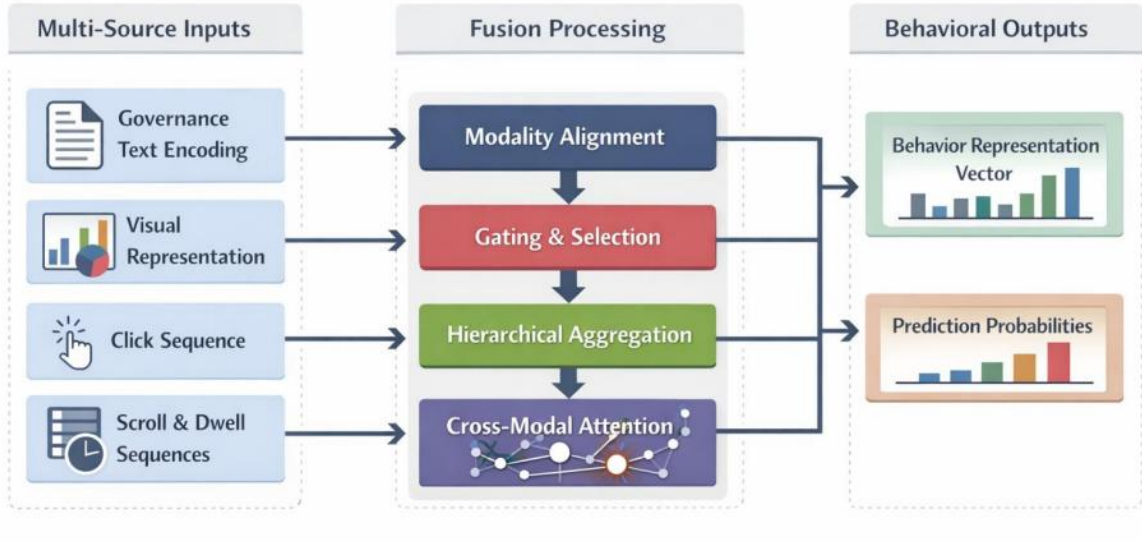 Multi-Source Inputs
Fusion Processing
Behavioral Outputs
Governance
Text Encoding
Visual
Representation
Click Sequence
Scroll & Dwell
Sequences
Modality Alignment
Gating & Selection
Hierarchical Aggregation
Cross-Modal Attention
Behavior Representation
Vector
Prediction Probabilities